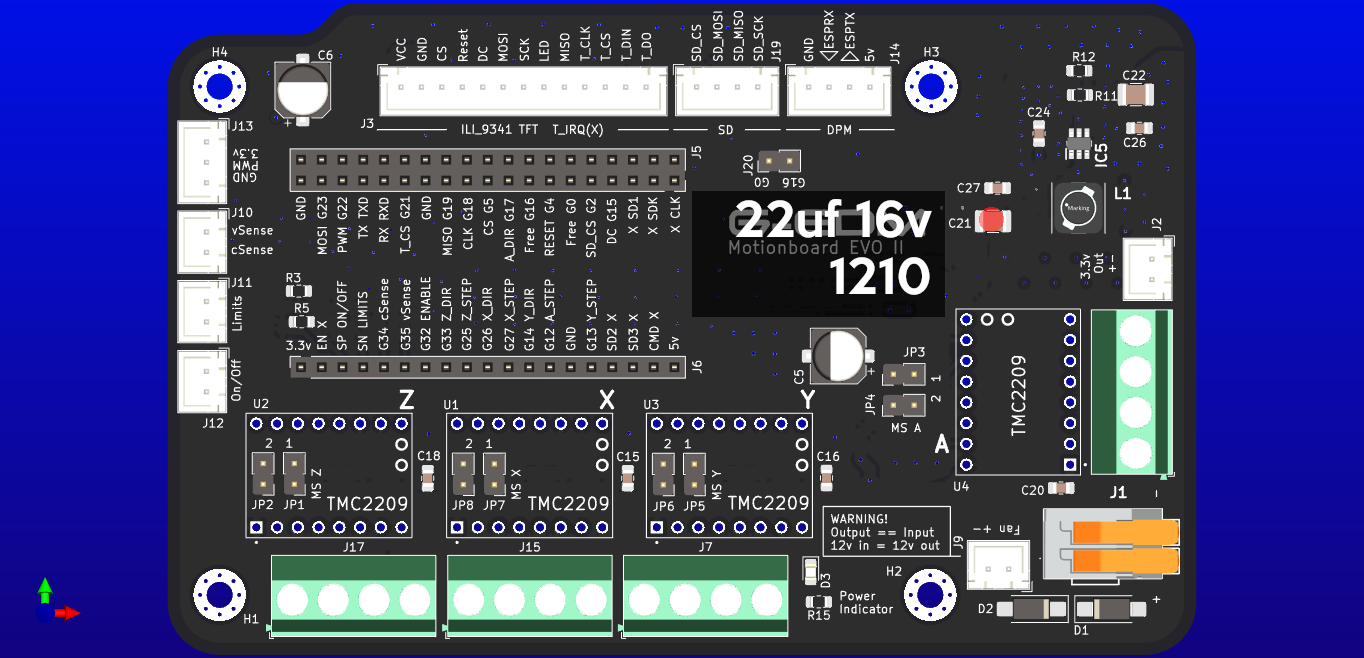 H4
C6
VCC
GND
CS
Reset
DC
MOSI
SCK
LED
MISO
T_CLK
T_CS
T_DIN
T_DO
SD_CS
SD_MOSI
SD_MISO
SD_SCK
J19
GND
ESPRX
ESPTX
5v
J14
H3
R12
C22
R11
J3
ILI_9341 TFT T_IRQ(X)
SD
DPM
C24
C26
IC5
J13
3.3v
PWM
GND
J5
J20
G0 G16
J10
vSense
cSense
C27
C21
L1
Marking
J2
3.3v
Out
+-
GND
MOSI G23
PWM G22
TX TXD
RX RXD
T_CS G21
GND
MISO G19
CLK G18
CS G5
A_DIR G17
Free G16
RESET G4
Free G0
SD_CS G2
DC G15
X SD1
X SDK
X CLK
22uf 16v
Motionboard EVO II
1210
J11
Limits
R3
R5
3.3v
EN X
SP ON/OFF
SN LIMITS
G34 cSense
G35 vSense
G32 ENABLE
G33 Z_DIR
G25 Z_STEP
G26 X_DIR
G27 X_STEP
G14 Y_DIR
G12 A_STEP
GND
G13 Y_STEP
SD2 X
SD3 X
CMD X
5v
J6
On/Off
J12
C5
+
JP3
1
JP4
2
MS A
TMC2209
A
U4
C20
J1
-
U2
Z
2 1
MS Z
JP2 JP1
TMC2209
C18
U1
X
2 1
MS X
JP8 JP7
TMC2209
C15
U3
Y
2 1
MS Y
JP6 JP5
TMC2209
C16
WARNING!
Output == Input
12v in = 12v out
Fan -+
J9
J17
J15
J7
H2
D3
R15
Power
Indicator
H1
D2
D1
+